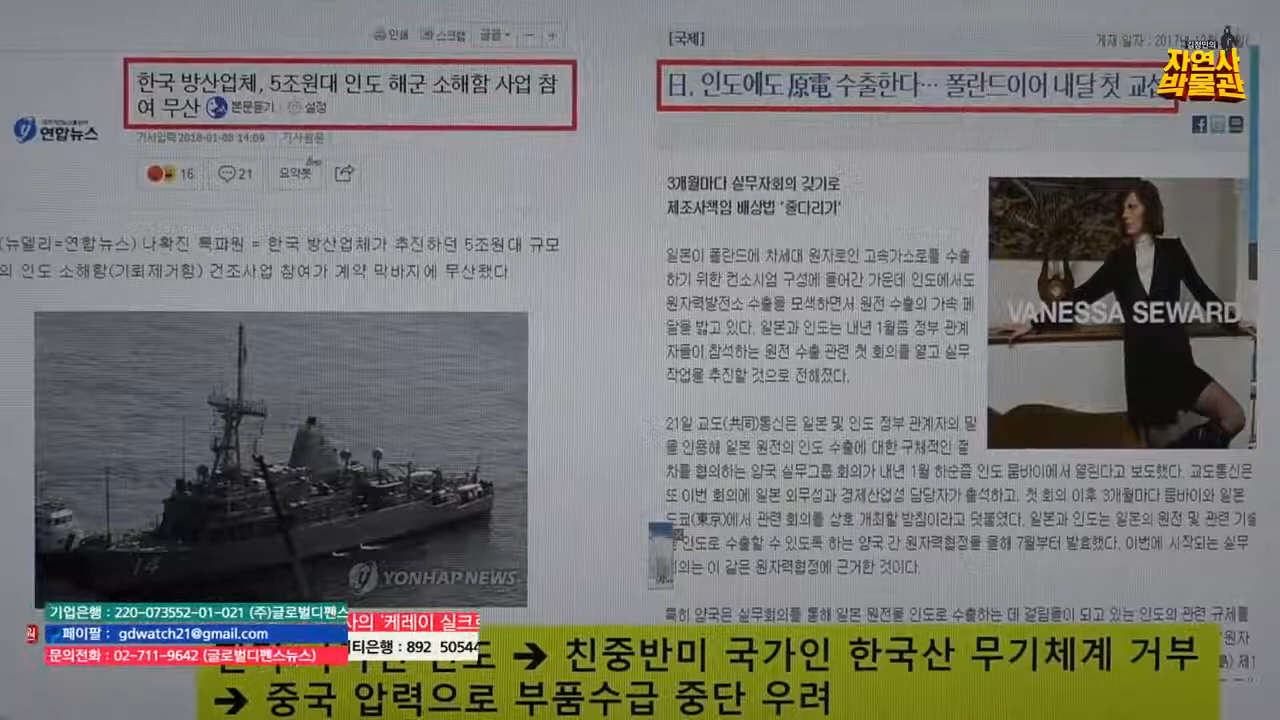 인쇄 스크랩 글꼴 - +
한국 방산업체, 5조원대 인도 해군 소해함 사업 참
여 무산 본문듣기 설정
연합뉴스
기사입력 2018-01-08 14:09 기사원문
16 21 요약봇
(뉴델리=연합뉴스) 나확진 특파원 = 한국 방산업체가 추진하던 5조원대 규모
의 인도 소해함(기뢰제거함) 건조사업 참여가 계약 막바지에 무산됐다
14
YONHAPNEWS
[국제]
게재 일자 : 2017년
김정민의
자연사
박물관
日, 인도에도 原電 수출한다… 폴란드이어 내달 첫 교섭
3개월마다 실무자회의 갖기로
제조사책임 배상법 '줄다리기'
일본이 폴란드에 차세대 원자로인 고속가스로를 수출
하기 위한 컨소시엄 구성에 들어간 가운데 인도에서도
원자력발전소 수출을 모색하면서 원전 수출의 가속 페
달을 밟고 있다. 일본과 인도는 내년 1월쯤 정부 관계
자들이 참석하는 원전 수출 관련 첫 회의를 열고 실무
작업을 추진할 것으로 전해졌다.
VANESSA SEWARD
21일 교도(共同)통신은 일본 및 인도 정부 관계자의 말
을 인용해 일본 원전의 인도 수출에 대한 구체적인 절
차를 협의하는 양국 실무그룹 회의가 내년 1월 하순쯤 인도 뭄바이에서 열린다고 보도했다. 교도통신은
또 이번 회의에 일본 외무성과 경제산업성 담당자가 출석하고, 첫 회의 이후 3개월마다 뭄바이와 일본
도쿄(東京)에서 관련 회의를 상호 개최할 방침이라고 덧붙였다. 일본과 인도는 일본의 원전 및 관련 기술
을 인도로 수출할 수 있도록 하는 양국 간 원자력협정을 올해 7월부터 발효했다. 이번에 시작되는 실무
회의는 이 같은 원자력협정에 근거한 것이다.
특히 양국은 실무회의를 통해 일본 원전을 인도로 수출하는 데 걸림돌이 되고 있는 인도의 관련 규제를
기업은행 : 220-073552-01-021 (주)글로벌디펜스
페이팔 : gdwatch21@gmail.com
문의전화 : 02-711-9642 (글로벌디펜스뉴스)
사의 '케레이 실크로
티은행 : 892 50544
인도 → 친중반미 국가인 한국산 무기체계 거부
→ 중국 압력으로 부품수급 중단 우려